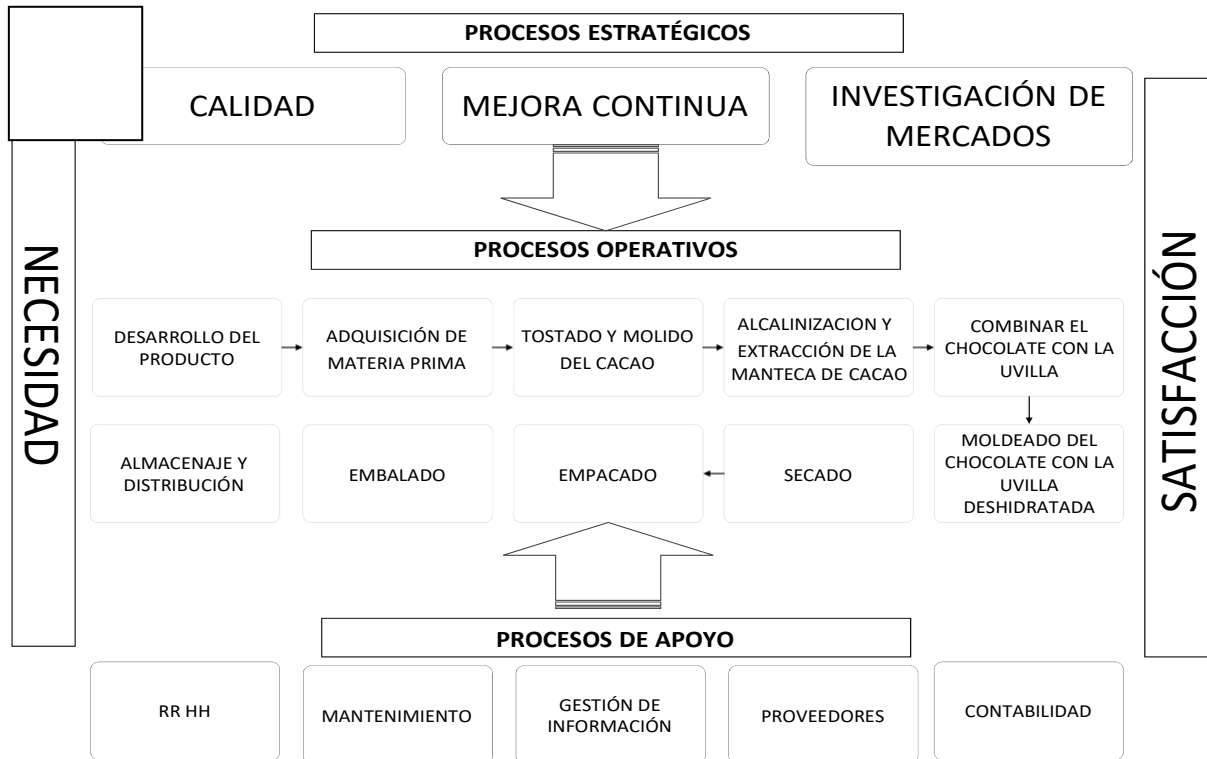 PROCESOS ESTRATÉGICOS
CALIDAD
MEJORA CONTINUA
INVESTIGACIÓN DE
MERCADOS
NECESIDAD
SATISFACCIÓN
PROCESOS OPERATIVOS
DESARROLLO DEL
PRODUCTO
ADQUISICIÓN DE
MATERIA PRIMA
TOSTADO Y MOLIDO
DEL CACAO
ALCALINIZACION Y
EXTRACCIÓN DE LA
MANTECA DE CACAO
COMBINAR EL
CHOCOLATE CON LA
UVILLA
ALMACENAJE Y
DISTRIBUCIÓN
EMBALADO
EMPACADO
SECADO
MOLDEADO DEL
CHOCOLATE CON LA
UVILLA
DESHIDRATADA
PROCESOS DE APOYO
RR HH
MANTENIMIENTO
GESTIÓN DE
INFORMACIÓN
PROVEEDORES
CONTABILIDAD